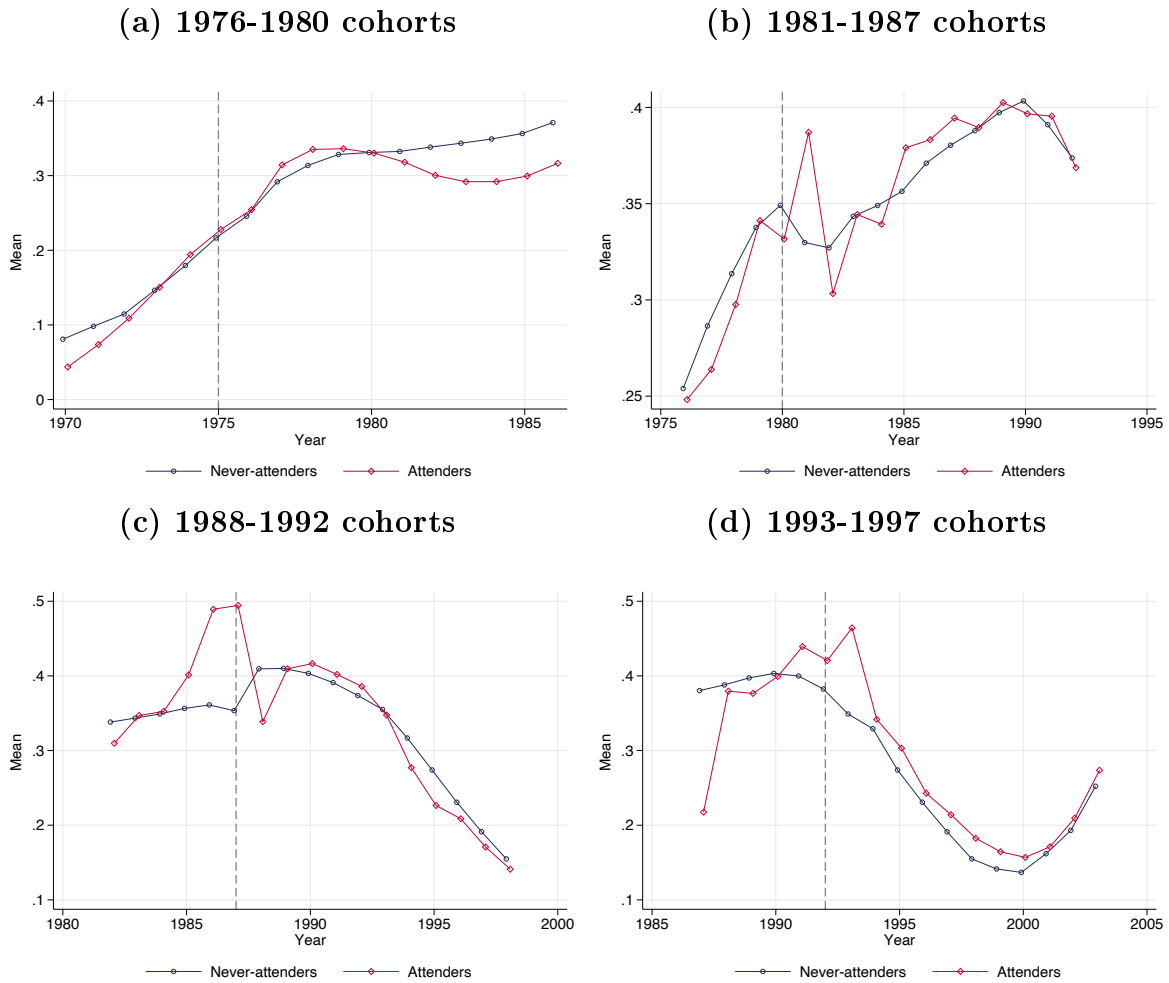 (a) 1976-1980 cohorts
.4
.3
.2
.1
0
Mean
1970 1975 1980 1985
Year
Never-attenders Attenders
(b) 1981-1987 cohorts
.4
.35
.3
.25
Mean
1975 1980 1985 1990 1995
Year
Never-attenders Attenders
(c) 1988-1992 cohorts
.5
.4
.3
.2
.1
Mean
1980 1985 1990 1995 2000
Year
Never-attenders Attenders
(d) 1993-1997 cohorts
.5
.4
.3
.2
.1
Mean
1985 1990 1995 2000 2005
Year
Never-attenders Attenders